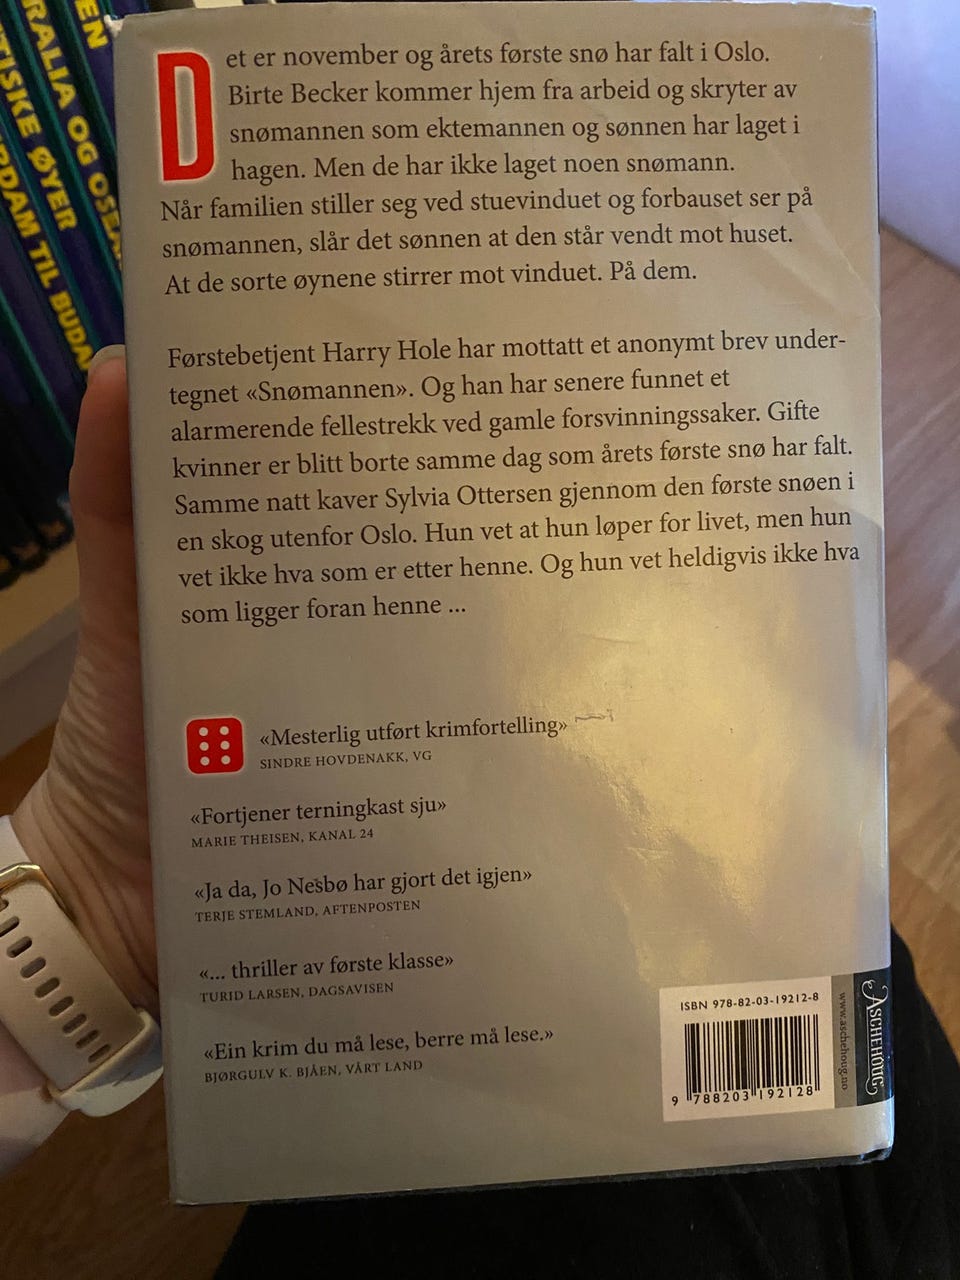 EN
RALIA OG OSEA
TISKE ØYER
RDAM TIL BUDA
Det er november og årets første snø har falt i Oslo.
Birte Becker kommer hjem fra arbeid og skryter av
snømannen som ektemannen og sønnen har laget i
hagen. Men de har ikke laget noen snømann.
Når familien stiller seg ved stuevinduet og forbauset ser på
snømannen, slår det sønnen at den står vendt mot huset.
At de sorte øynene stirrer mot vinduet. På dem.
Førstebetjent Harry Hole har mottatt et anonymt brev under-
tegnet «Snømannen». Og han har senere funnet et
alarmerende fellestrekk ved gamle forsvinningssaker. Gifte
kvinner er blitt borte samme dag som årets første snø har falt.
Samme natt kaver Sylvia Ottersen gjennom den første snøen i
en skog utenfor Oslo. Hun vet at hun løper for livet, men hun
vet ikke hva som er etter henne. Og hun vet heldigvis ikke hva
som ligger foran henne ...
«Mesterlig utført krimfortelling»
SINDRE HOVDENAKK, VG
«Fortjener terningkast sju»
MARIE THEISEN, KANAL 24
«Ja da, Jo Nesbø har gjort det igjen»
TERJE STEMLAND, AFTENPOSTEN
«... thriller av første klasse»
TURID LARSEN, DAGSAVISEN
«Ein krim du må lese, berre må lese.»
BJØRGULV K. BJÅEN, VÅRT LAND
ISBN 978-82-03-19212-8
9 788203 192128
www.aschehoug.no
ASCHEHOUG